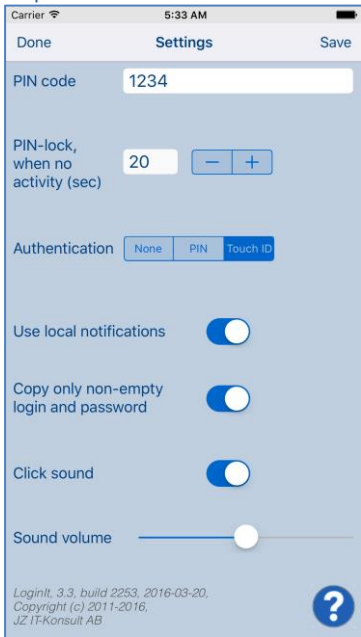 Carrier 5:33 AM
Done Settings Save
PIN code 1234
PIN-lock,
when no
activity (sec)
20 − +
Authentication None PIN Touch ID
Use local notifications
Copy only non-empty
login and password
Click sound
Sound volume
LoginIt, 3.3, build 2253, 2016-03-20,
Copyright (c) 2011-
2016,
JZ IT-Konsult AB
?